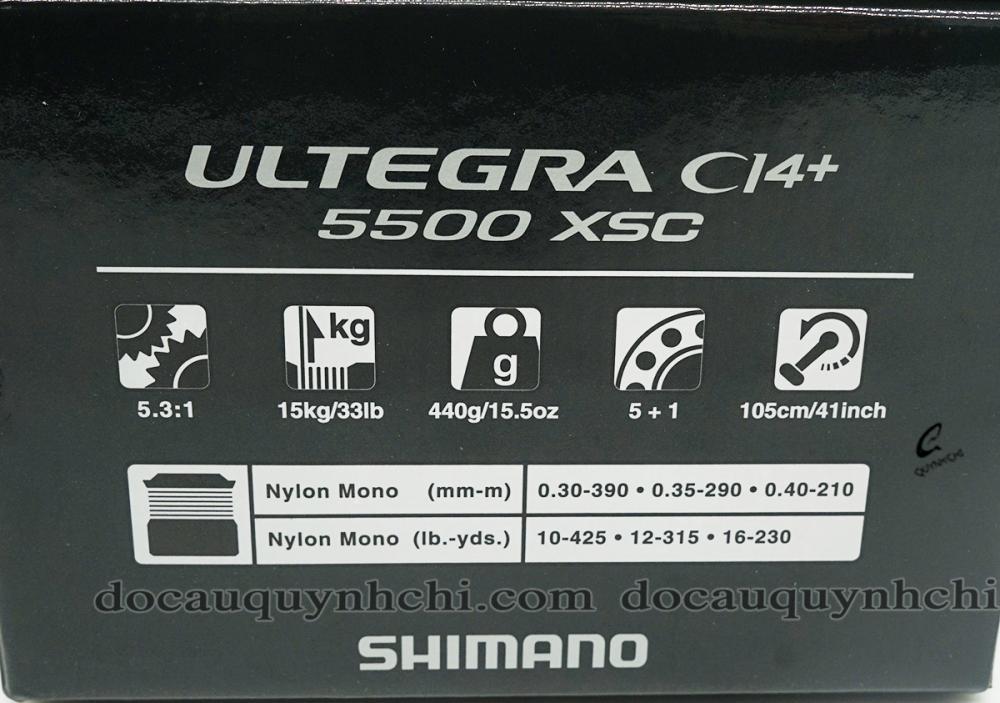 ULTEGRA CI4+
5500 XSC
kg
g
5.3:1
15kg/33lb
440g/15.5oz
5 + 1
105cm/41inch
QUYNHCHI
Nylon Mono (mm-m) 0.30-390 • 0.35-290 • 0.40-210
Nylon Mono (lb.-yds.) 10-425 • 12-315 • 16-230
docauquynhchi.com docauquynhchi
SHIMANO